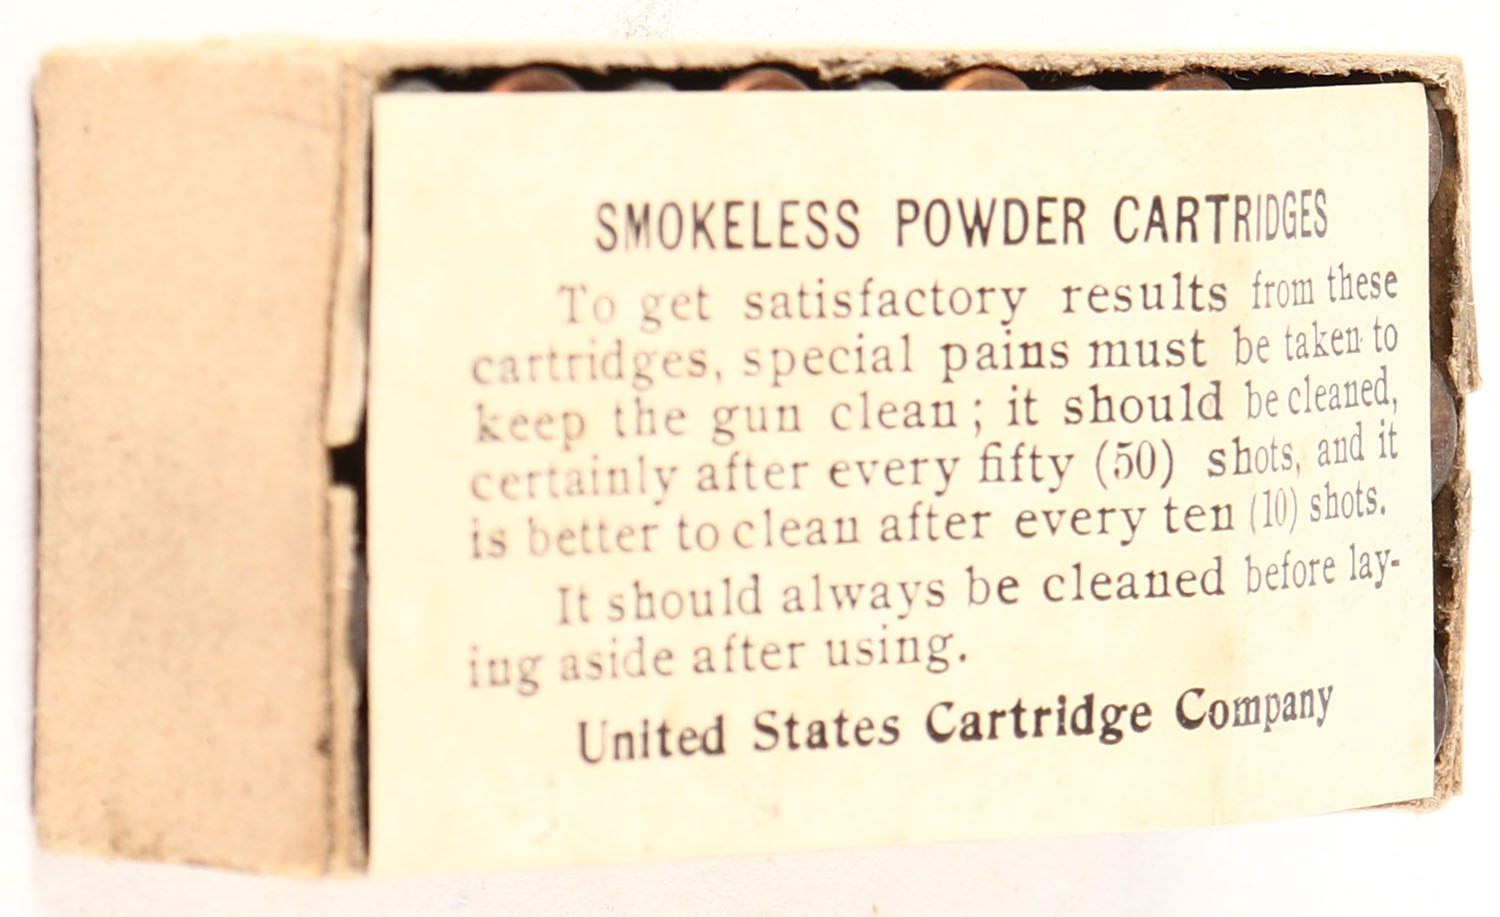 SMOKELESS POWDER CARTRIDGES
To get satisfactory results from these
cartridges, special pains must be taken to
keep the gun clean; it should be cleaned,
certainly after every fifty (50) shots, and it
is better to clean after every ten (10) shots.
It should always be cleaned before lay-
ing aside after using.
United States Cartridge Company